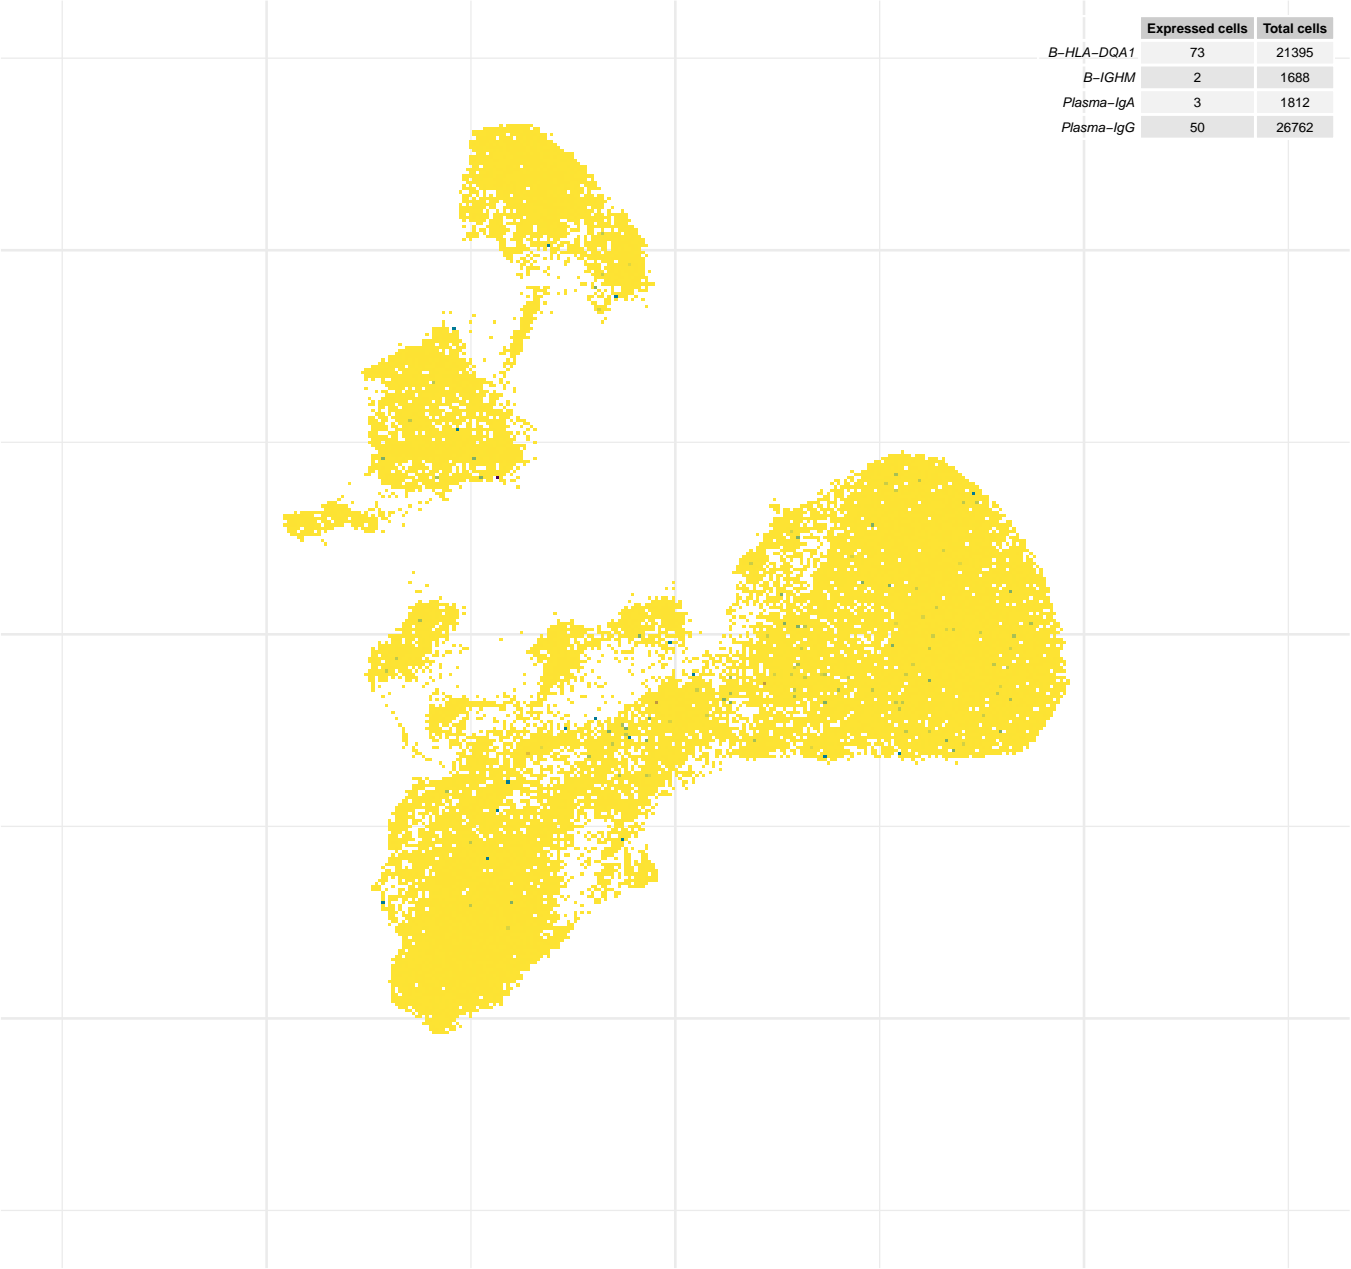 Expressed cells Total cells
B−HLA−DQA1 73 21395
B−IGHM 2 1688
Plasma−IgA 3 1812
Plasma−IgG 50 26762